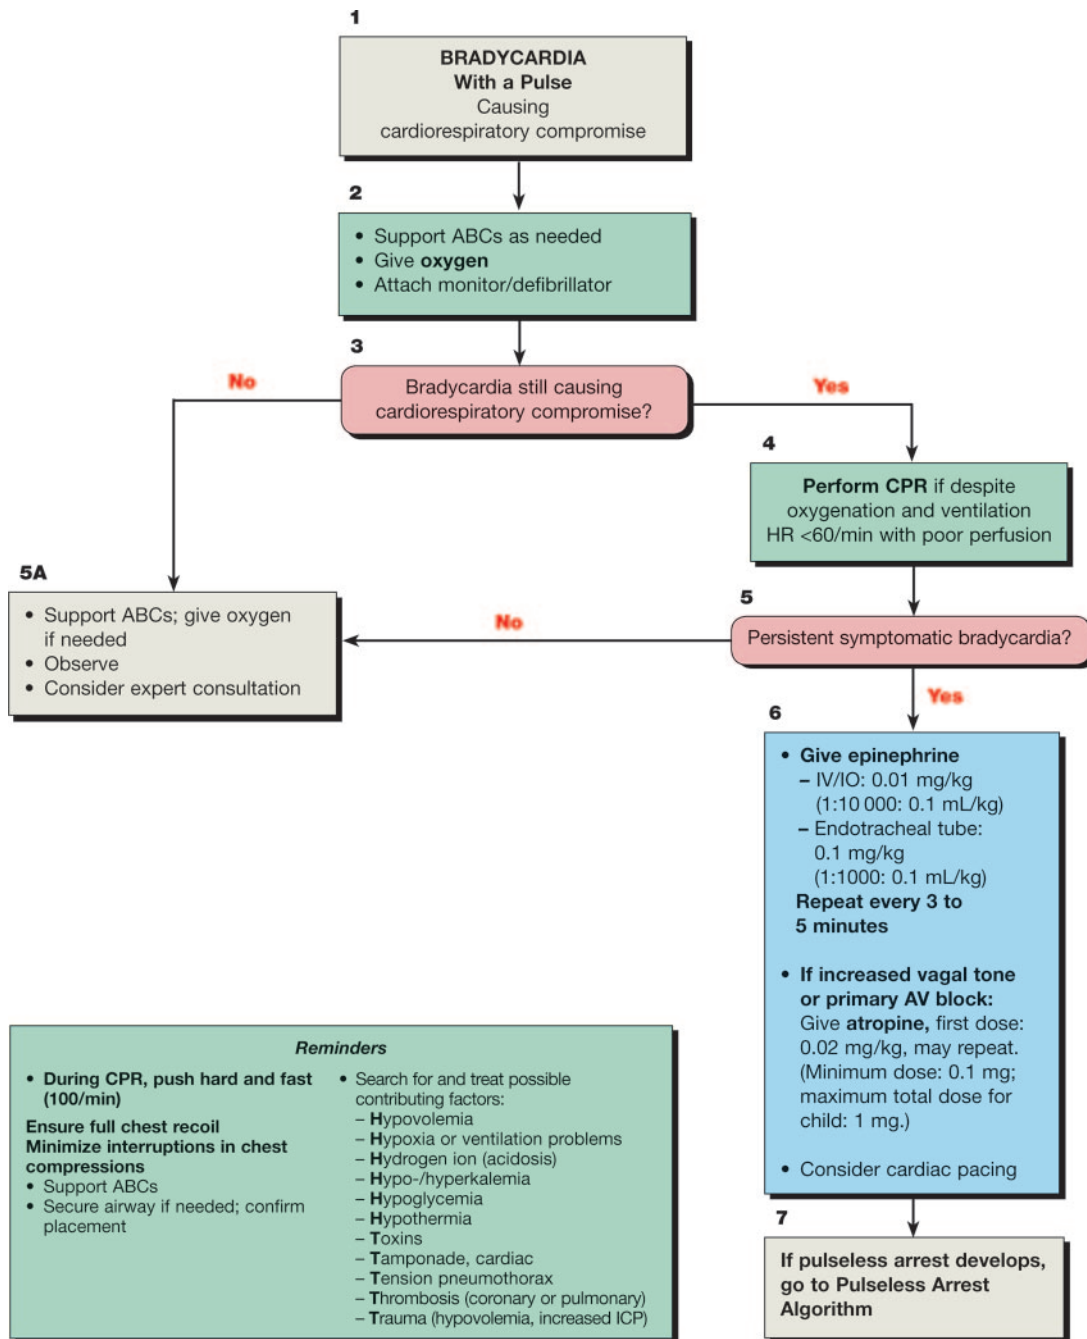 1
BRADYCARDIA
With a Pulse
Causing
cardiorespiratory compromise
2
• Support ABCs as needed
• Give oxygen
• Attach monitor/defibrillator
3
Bradycardia still causing
cardiorespiratory compromise?
No
Yes
4
Perform CPR if despite
oxygenation and ventilation
HR <60/min with poor perfusion
5A
• Support ABCs; give oxygen
if needed
• Observe
• Consider expert consultation
No
5
Persistent symptomatic bradycardia?
Yes
6
• Give epinephrine
– IV/IO: 0.01 mg/kg
(1:10 000: 0.1 mL/kg)
– Endotracheal tube:
0.1 mg/kg
(1:1000: 0.1 mL/kg)
Repeat every 3 to
5 minutes
• If increased vagal tone
or primary AV block:
Give atropine, first dose:
0.02 mg/kg, may repeat.
(Minimum dose: 0.1 mg;
maximum total dose for
child: 1 mg.)
• Consider cardiac pacing
7
If pulseless arrest develops,
go to Pulseless Arrest
Algorithm
Reminders
• During CPR, push hard and fast
(100/min)
Ensure full chest recoil
Minimize interruptions in chest
compressions
• Support ABCs
• Secure airway if needed; confirm
placement
• Search for and treat possible
contributing factors:
– Hypovolemia
– Hypoxia or ventilation problems
– Hydrogen ion (acidosis)
– Hypo-/hyperkalemia
– Hypoglycemia
– Hypothermia
– Toxins
– Tamponade, cardiac
– Tension pneumothorax
– Thrombosis (coronary or pulmonary)
– Trauma (hypovolemia, increased ICP)